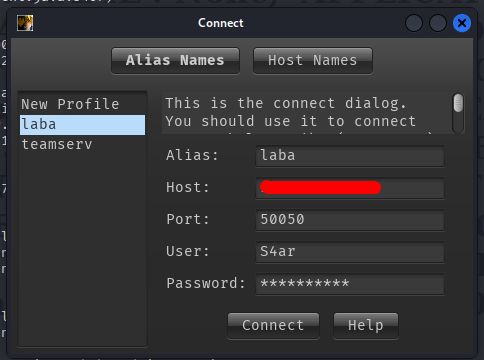 Connect
Alias Names
Host Names
New Profile
laba
teamserv
This is the connect dialog.
You should use it to connect
Alias: laba
Host:
Port: 50050
User: S4ar
Password: **********
Connect
Help